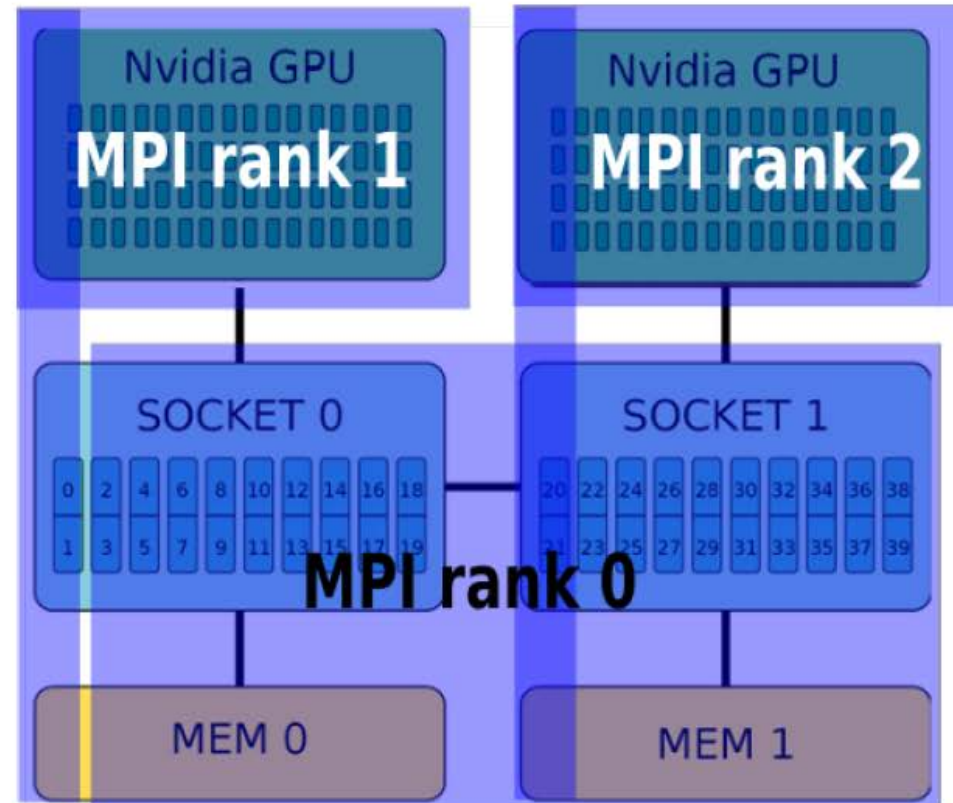 Nvidia GPU
MPI rank 1
Nvidia GPU
MPI rank 2
SOCKET 0
0 2 4 6 8 10 12 14 16 18
1 3 5 7 9 11 13 15 17 19
SOCKET 1
20 22 24 26 28 30 32 34 36 38
21 23 25 27 29 31 33 35 37 39
MPI rank 0
MEM 0
MEM 1